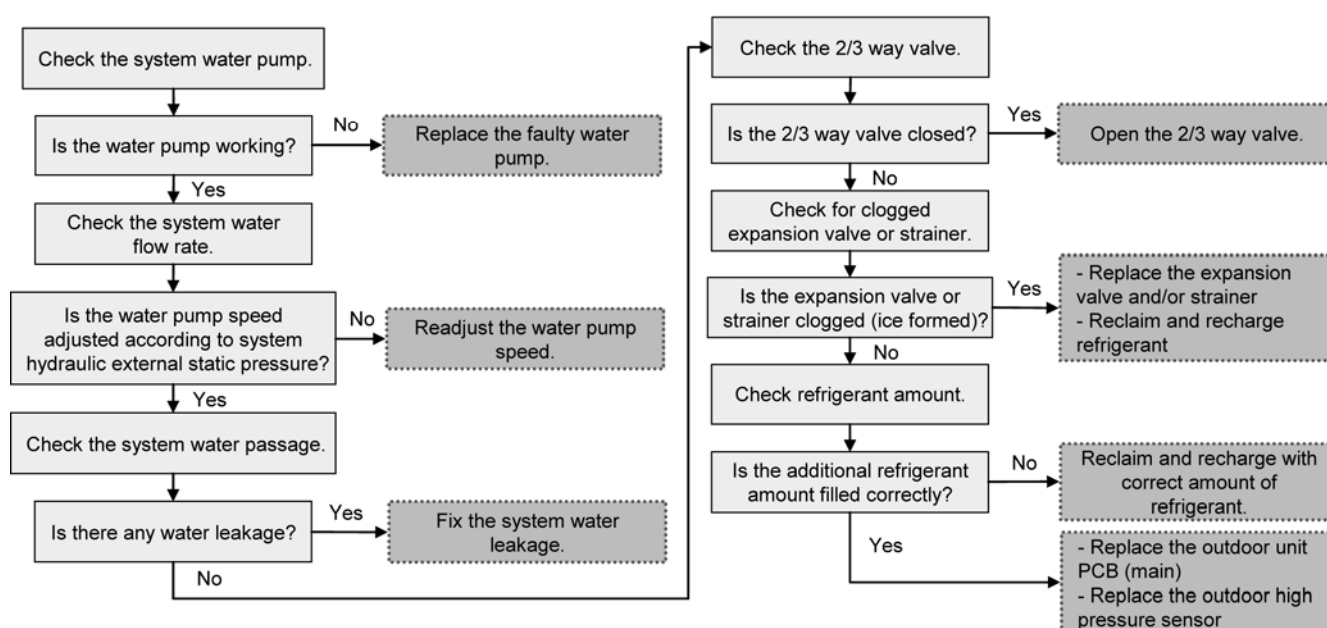 Check the system water pump.
Is the water pump working?
No
Replace the faulty water
pump.
Yes
Check the system water
flow rate.
Is the water pump speed
adjusted according to system
hydraulic external static pressure?
No
Readjust the water pump
speed.
Yes
Check the system water passage.
Is there any water leakage?
Yes
Fix the system water
leakage.
No
Check the 2/3 way valve.
Is the 2/3 way valve closed?
Yes
Open the 2/3 way valve.
No
Check for clogged
expansion valve or strainer.
Is the expansion valve or
strainer clogged (ice formed)?
Yes
- Replace the expansion
valve and/or strainer
- Reclaim and recharge
refrigerant
No
Check refrigerant amount.
Is the additional refrigerant
amount filled correctly?
No
Reclaim and recharge with
correct amount of
refrigerant.
Yes
- Replace the outdoor unit
PCB (main)
- Replace the outdoor high
pressure sensor